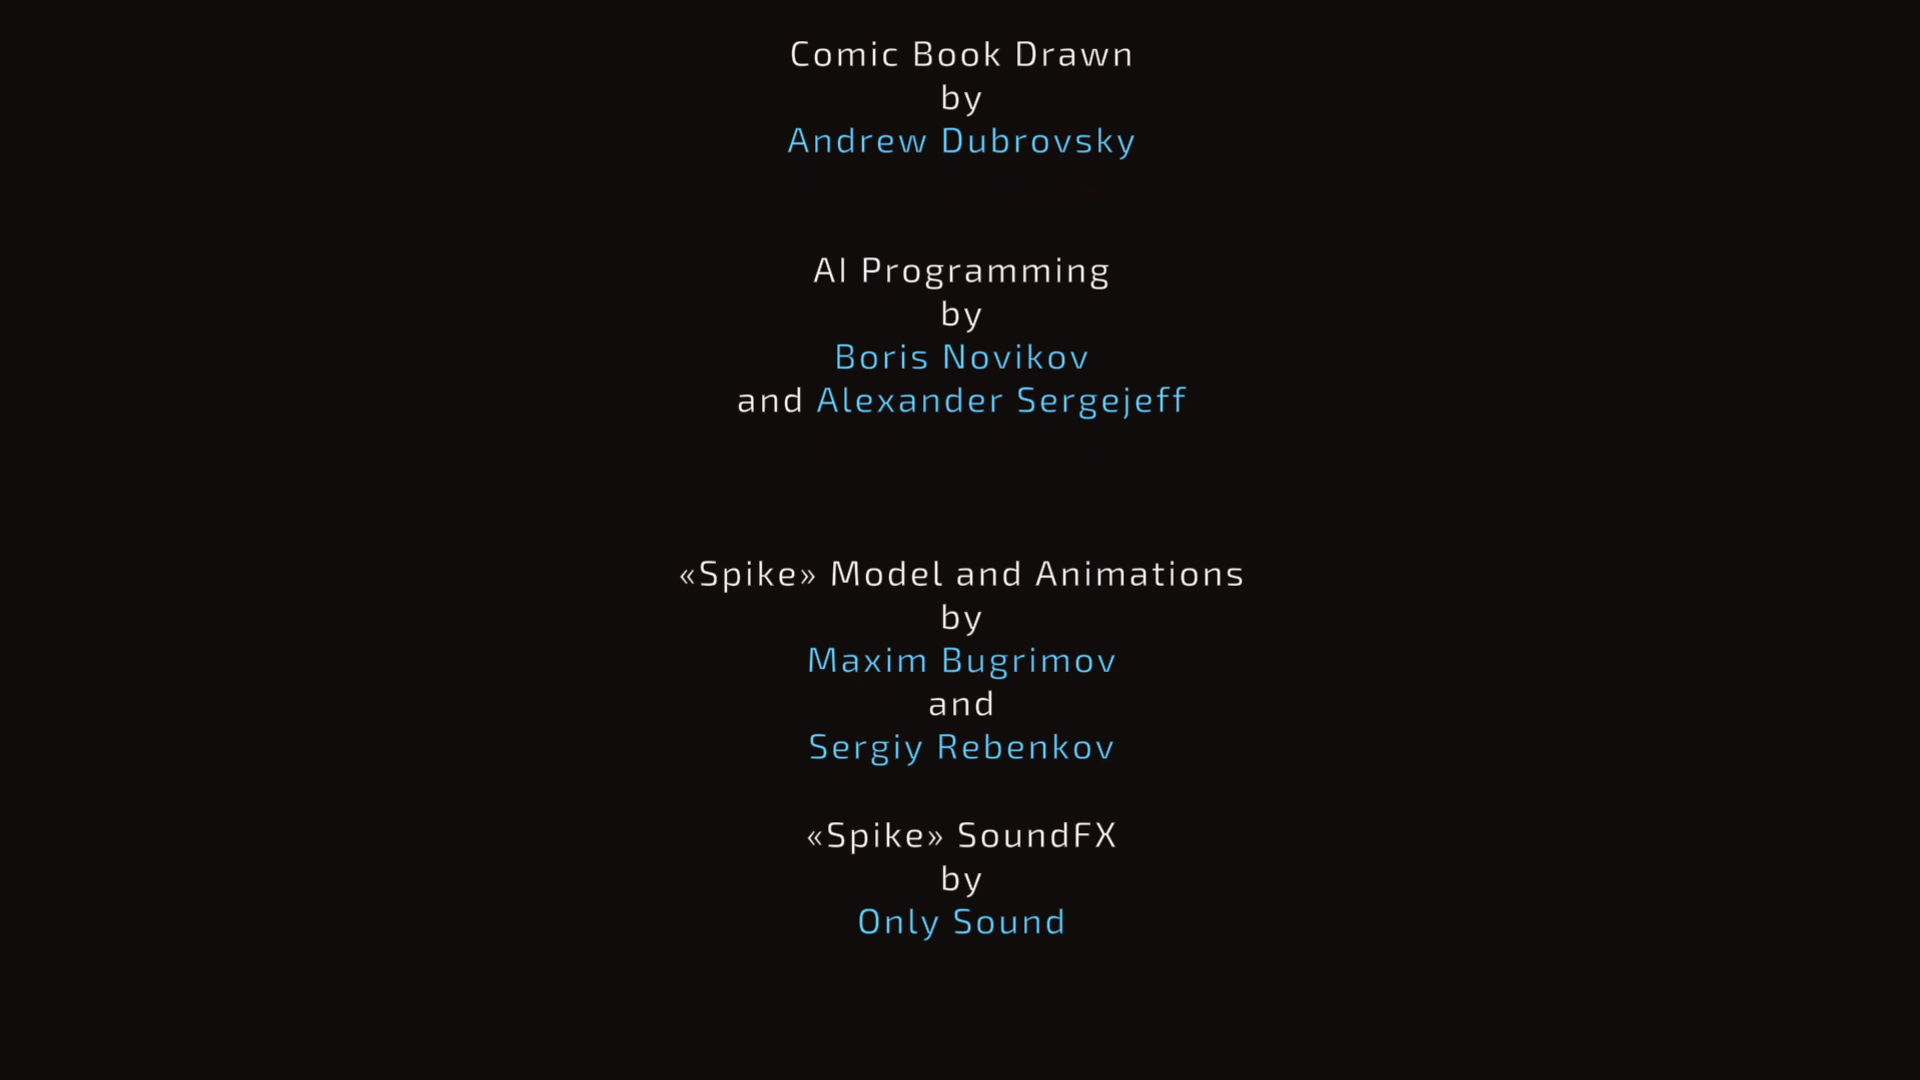 Comic Book Drawn
by
Andrew Dubrovsky
AI Programming
by
Boris Novikov
and Alexander Sergejeff
«Spike» Model and Animations
by
Maxim Bugrimov
and
Sergiy Rebenkov
«Spike» SoundFX
by
Only Sound